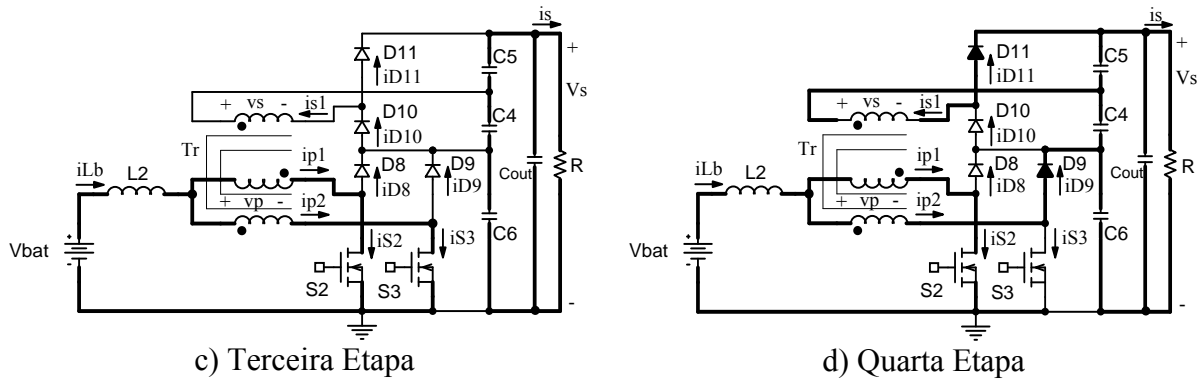 is
D11
iD11
C5
+
Vs
+ vs -
is1
D10
iD10
C4
Tr
ip1
D8
iD8
D9
iD9
Cout
R
iLb
L2
+ vp -
ip2
C6
Vbat
+
-
iS2
iS3
S2
S3
-
c) Terceira Etapa
is
D11
iD11
C5
+
Vs
+ vs -
is1
D10
iD10
C4
Tr
ip1
D8
iD8
D9
iD9
Cout
R
iLb
L2
+ vp -
ip2
C6
Vbat
+
-
iS2
iS3
S2
S3
-
d) Quarta Etapa